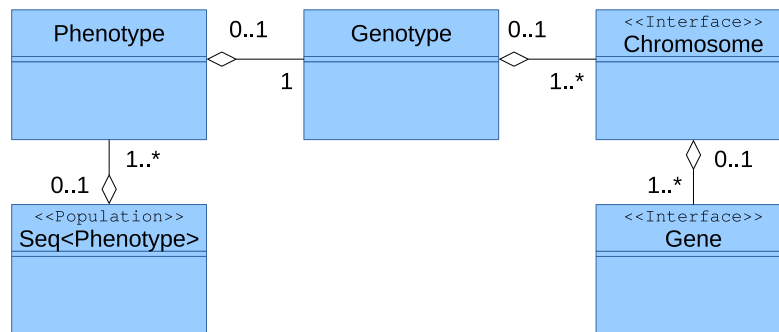 Phenotype
0..1
1
Genotype
0..1
1..*
<<Interface>>
Chromosome
1..*
0..1
0..1
1..*
<<Population>>
Seq<Phenotype>
<<Interface>>
Gene